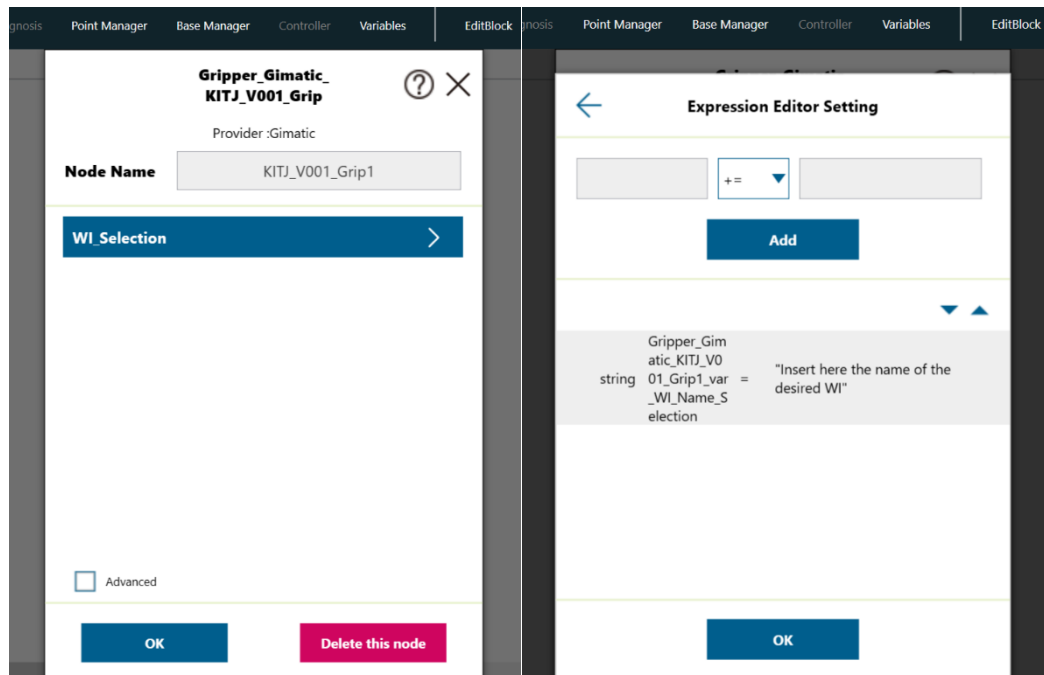 gnosis Point Manager Base Manager Controller Variables EditBlock
Gripper_Gimatic_
KITJ_V001_Grip
Provider :Gimatic
Node Name KITJ_V001_Grip1
WI_Selection
Advanced
OK Delete this node
gnosis Point Manager Base Manager Controller Variables EditBlock
Expression Editor Setting
+=
Add
Gripper_Gim
atic_KITJ_V0
string 01_Grip1_var = "Insert here the name of the
_WI_Name_S desired WI"
election
OK